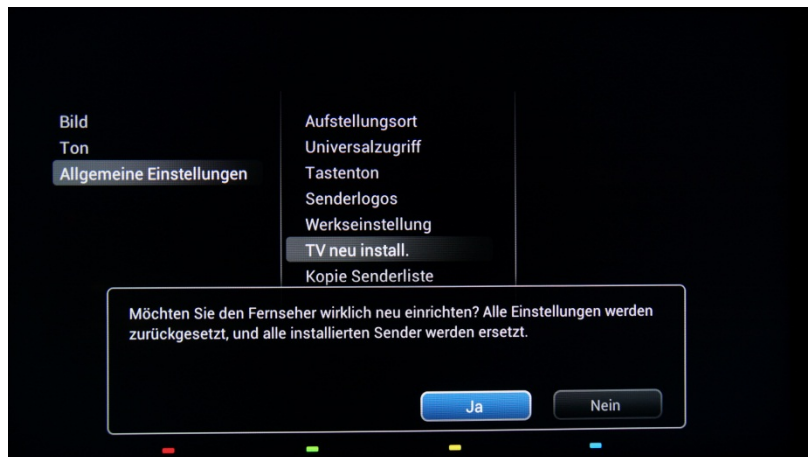 Bild
Ton
Allgemeine Einstellungen
Aufstellungsort
Universalzugriff
Tastenton
Senderlogos
Werkseinstellung
TV neu install.
Kopie Senderliste
Möchten Sie den Fernseher wirklich neu einrichten? Alle Einstellungen werden
zurückgesetzt, und alle installierten Sender werden ersetzt.
Ja
Nein